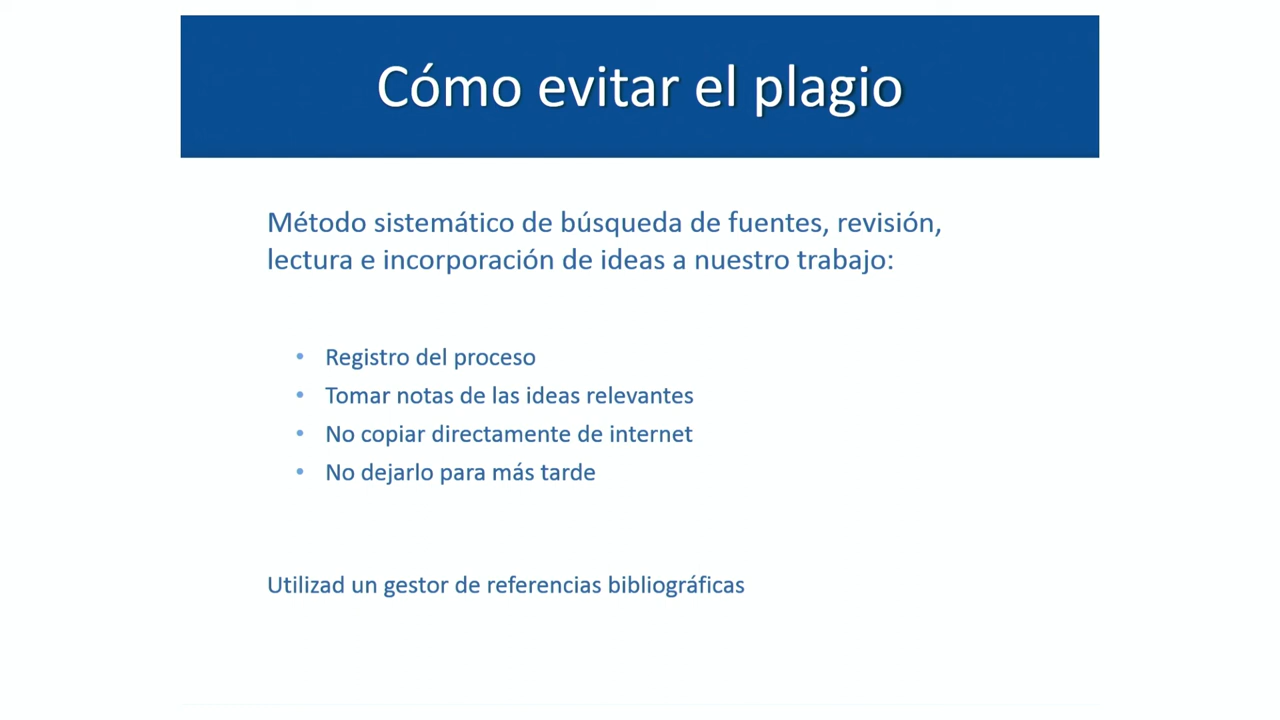 Cómo evitar el plagio
Método sistemático de búsqueda de fuentes, revisión,
lectura e incorporación de ideas a nuestro trabajo:
• Registro del proceso
• Tomar notas de las ideas relevantes
• No copiar directamente de internet
• No dejarlo para más tarde
Utilizad un gestor de referencias bibliográficas